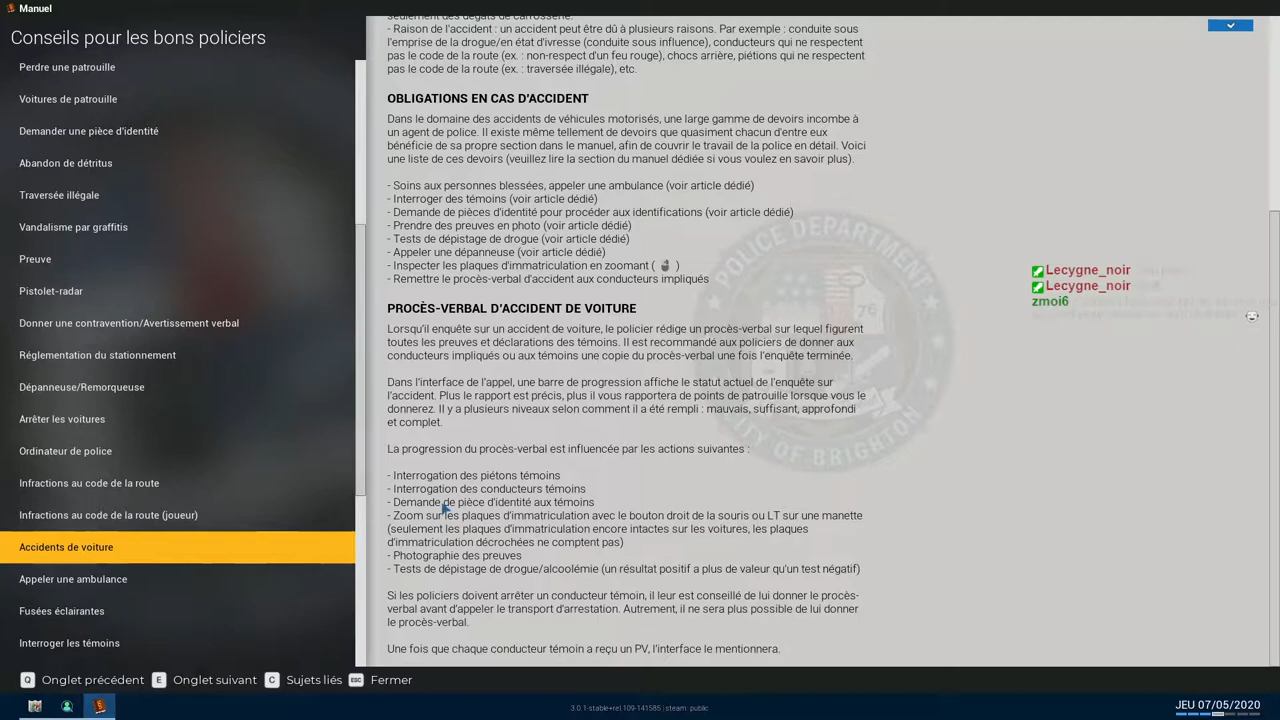 Manuel
Conseils pour les bons policiers
Perdre une patrouille
Voitures de patrouille
Demander une pièce d'identité
Abandon de détritus
Traversée illégale
Vandalisme par graffitis
Preuve
Pistolet-radar
Donner une contravention/Avertissement verbal
Réglementation du stationnement
Dépanneuse/Remorqueuse
Arrêter les voitures
Ordinateur de police
Infractions au code de la route
Infractions au code de la route (joueur)
Accidents de voiture
Appeler une ambulance
Fusées éclairantes
Interroger les témoins
seulement des dégâts de carrosserie.
- Raison de l'accident : un accident peut être dû à plusieurs raisons. Par exemple : conduite sous
l'emprise de la drogue/en état d'ivresse (conduite sous influence), conducteurs qui ne respectent
pas le code de la route (ex. : non-respect d'un feu rouge), chocs arrière, piétons qui ne respectent
pas le code de la route (ex. : traversée illégale), etc.
OBLIGATIONS EN CAS D'ACCIDENT
Dans le domaine des accidents de véhicules motorisés, une large gamme de devoirs incombe à
un agent de police. Il existe même tellement de devoirs que quasiment chacun d'entre eux
bénéficie de sa propre section dans le manuel, afin de couvrir le travail de la police en détail. Voici
une liste de ces devoirs (veuillez lire la section du manuel dédiée si vous voulez en savoir plus).
- Soins aux personnes blessées, appeler une ambulance (voir article dédié)
- Interroger des témoins (voir article dédié)
- Demande de pièces d'identité pour procéder aux identifications (voir article dédié)
- Prendre des preuves en photo (voir article dédié)
- Tests de dépistage de drogue (voir article dédié)
- Appeler une dépanneuse (voir article dédié)
- Inspecter les plaques d'immatriculation en zoomant ( )
- Remettre le procès-verbal d'accident aux conducteurs impliqués
PROCÈS-VERBAL D'ACCIDENT DE VOITURE
Lorsqu'il enquête sur un accident de voiture, le policier rédige un procès-verbal sur lequel figurent
toutes les preuves et déclarations des témoins. Il est recommandé aux policiers de donner aux
conducteurs impliqués ou aux témoins une copie du procès-verbal une fois l'enquête terminée.
Dans l'interface de l'appel, une barre de progression affiche le statut actuel de l'enquête sur
l'accident. Plus le rapport est précis, plus il vous rapportera de points de patrouille lorsque vous le
donnerez. Il y a plusieurs niveaux selon comment il a été rempli : mauvais, suffisant, approfondi
et complet.
La progression du procès-verbal est influencée par les actions suivantes :
- Interrogation des piétons témoins
- Interrogation des conducteurs témoins
- Demande de pièce d'identité aux témoins
- Zoom sur les plaques d'immatriculation avec le bouton droit de la souris ou LT sur une manette
(seulement les plaques d'immatriculation encore intactes sur les voitures, les plaques
d'immatriculation décrochées ne comptent pas)
- Photographie des preuves
- Tests de dépistage de drogue/alcoolémie (un résultat positif a plus de valeur qu'un test négatif)
Si les policiers doivent arrêter un conducteur témoin, il leur est conseillé de lui donner le procès-
verbal avant d'appeler le transport d'arrestation. Autrement, il ne sera plus possible de lui donner
le procès-verbal.
Une fois que chaque conducteur témoin a reçu un PV, l'interface le mentionnera.
POLICE DEPARTMENT
76
CITY OF BRIGHTON
Lecygne_noir
Lecygne_noir
zmoi6
Q Onglet précédent E Onglet suivant C Sujets liés ESC Fermer
3.0.1-stable+rel.109-141585 | steam: public
JEU 07/05/2020